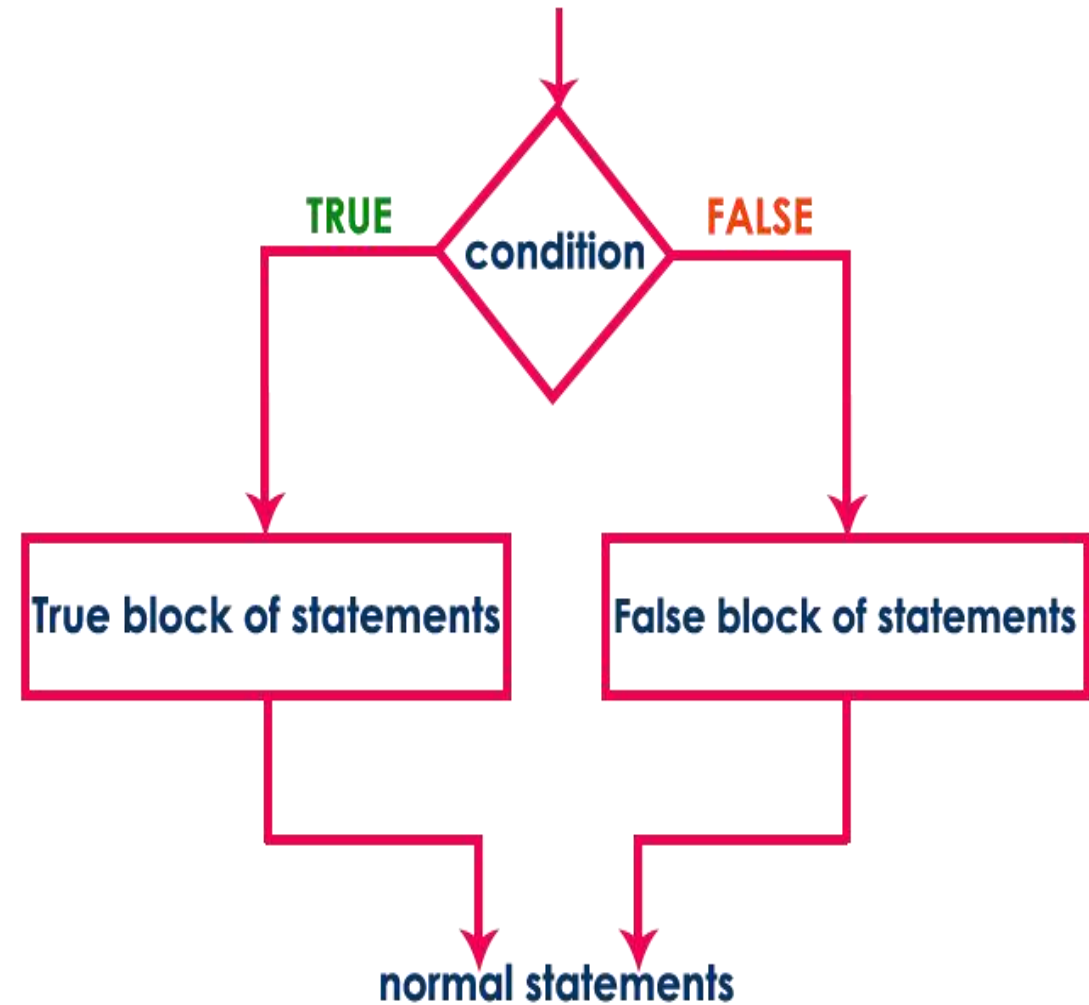 TRUE
FALSE
condition
True block of statements
False block of statements
normal statements